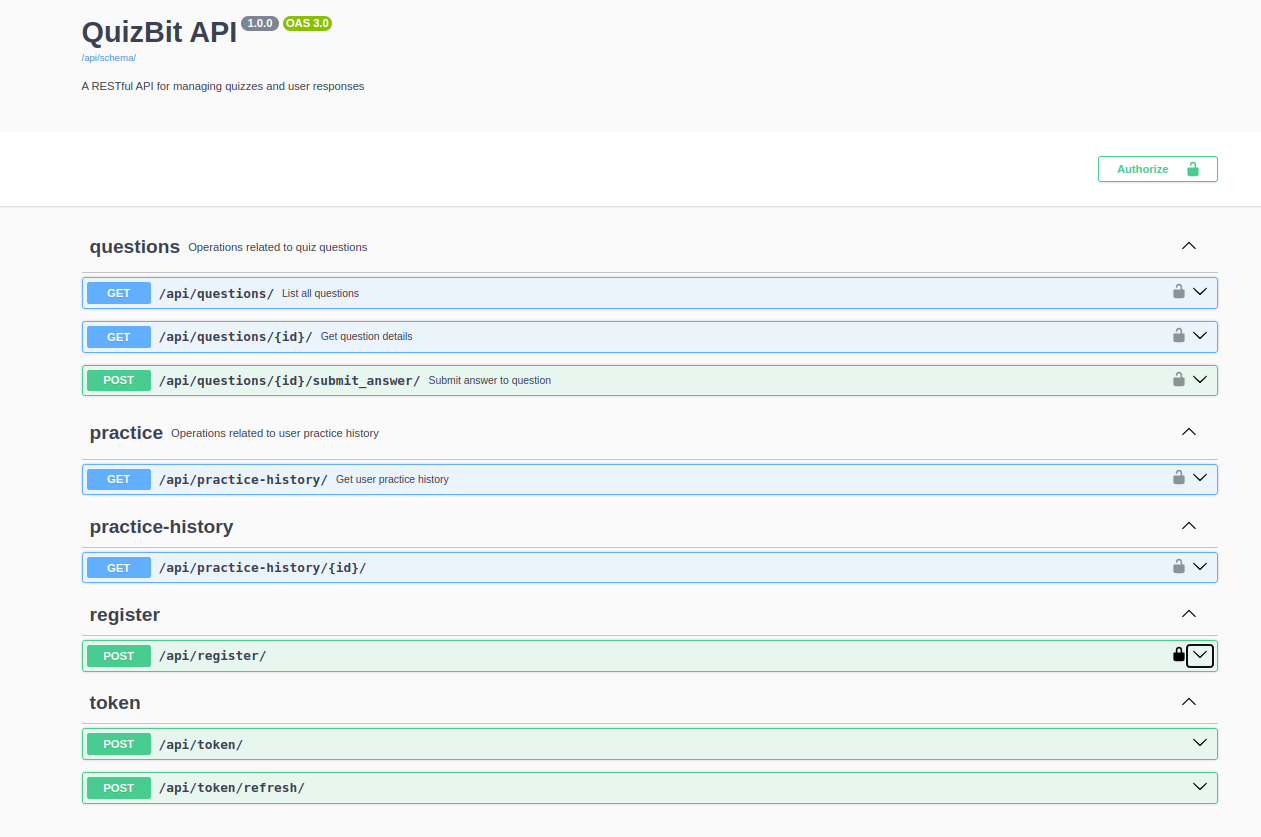 QuizBit API 1.0.0 OAS 3.0
/api/schema/
A RESTful API for managing quizzes and user responses
Authorize
questions Operations related to quiz questions
GET /api/questions/ List all questions
GET /api/questions/{id}/ Get question details
POST /api/questions/{id}/submit_answer/ Submit answer to question
practice Operations related to user practice history
GET /api/practice-history/ Get user practice history
practice-history
GET /api/practice-history/{id}/
register
POST /api/register/
token
POST /api/token/
POST /api/token/refresh/